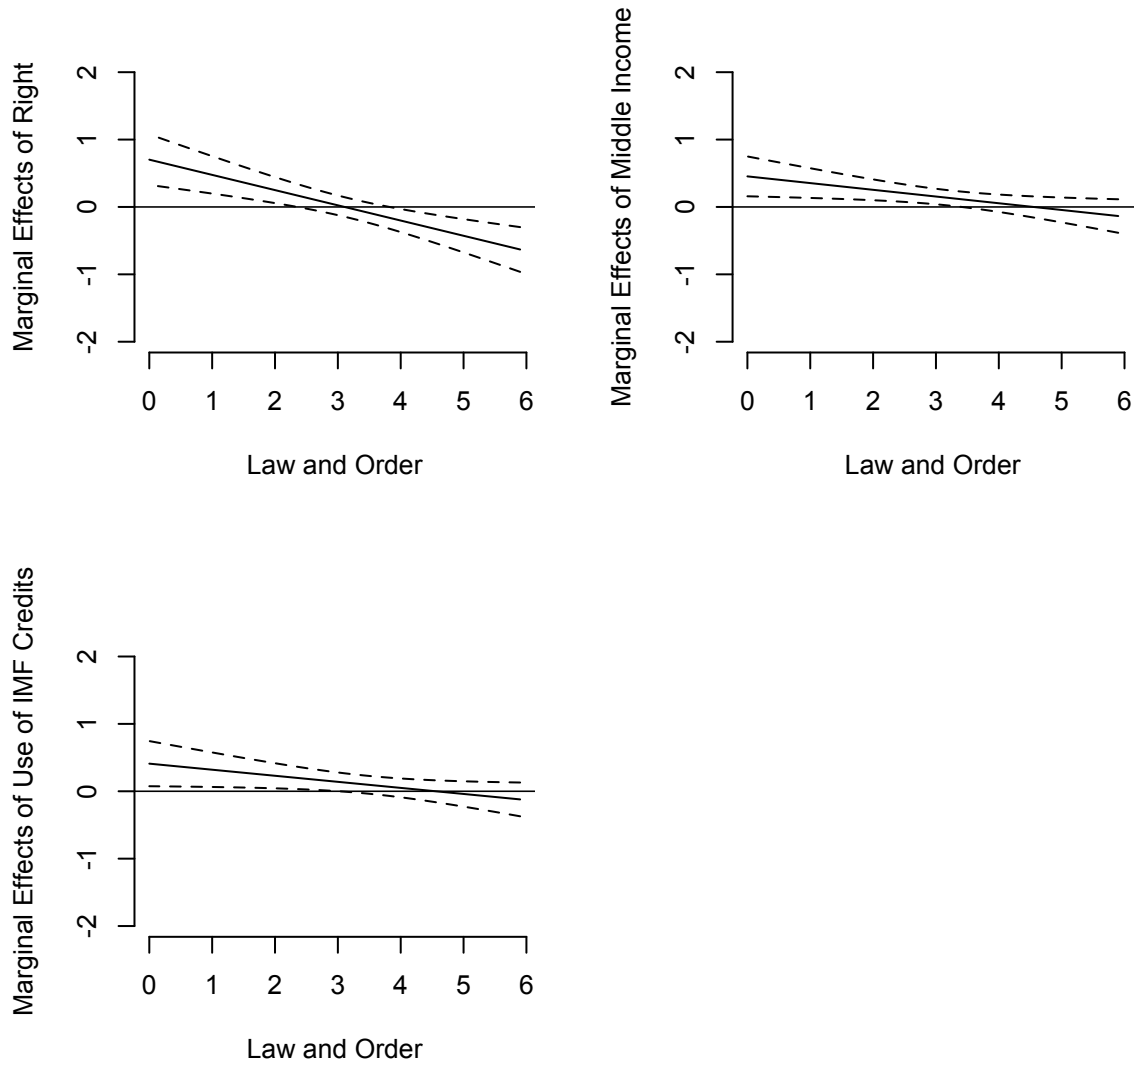 Marginal Effects of Right
2
1
0
-1
-2
0 1 2 3 4 5 6
Law and Order
Marginal Effects of Middle Income
2
1
0
-1
-2
0 1 2 3 4 5 6
Law and Order
Marginal Effects of Use of IMF Credits
2
1
0
-1
-2
0 1 2 3 4 5 6
Law and Order